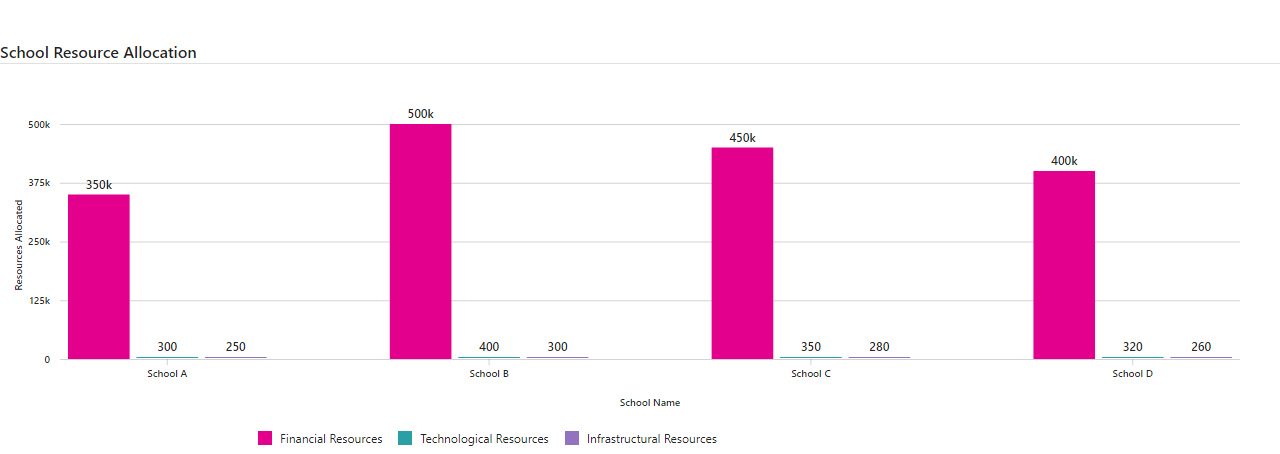 School Resource Allocation
500k
500k
450k
400k
350k
375k
250k
125k
0
Resources Allocated
300
250
400
300
350
280
320
260
School A
School B
School C
School D
School Name
Financial Resources
Technological Resources
Infrastructural Resources